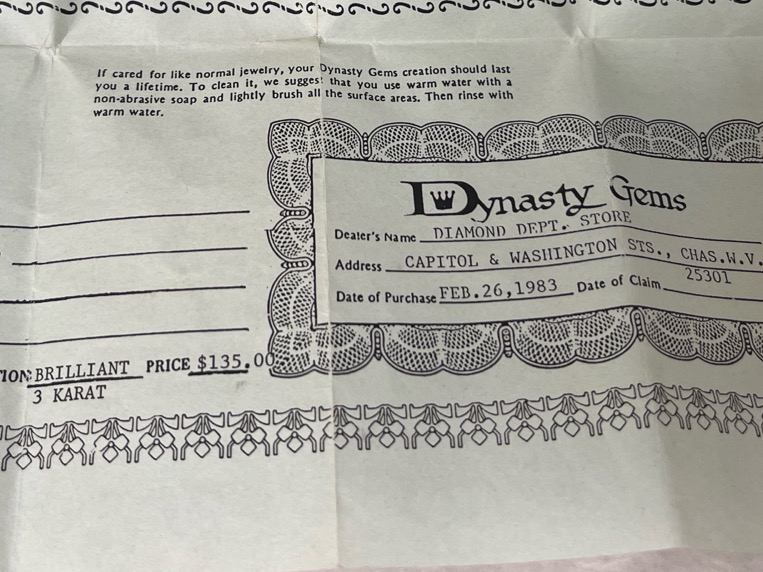 If cared for like normal jewelry, your Dynasty Gems creation should last
you a lifetime. To clean it, we suggest that you use warm water with a
non-abrasive soap and lightly brush all the surface areas. Then rinse with
warm water.
Dynasty Gems
Dealer's Name DIAMOND DEPT. STORE
Address CAPITOL & WASHINGTON STS., CHAS.W.V.
25301
Date of Purchase FEB.26,1983 Date of Claim
ION: BRILLIANT PRICE $135.00
3 KARAT